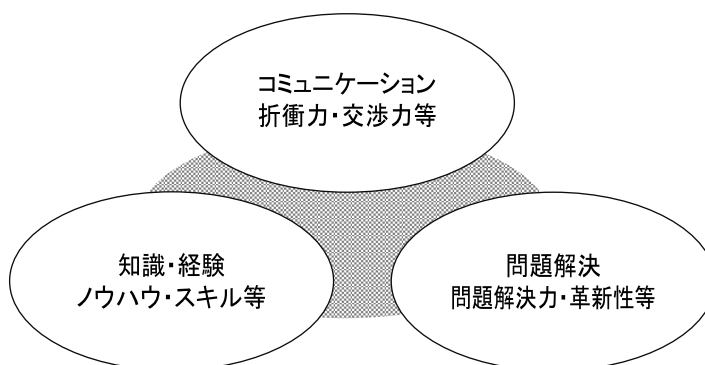 コミュニケーション
折衝力・交渉力等
知識・経験
ノウハウ・スキル等
問題解決
問題解決力・革新性等